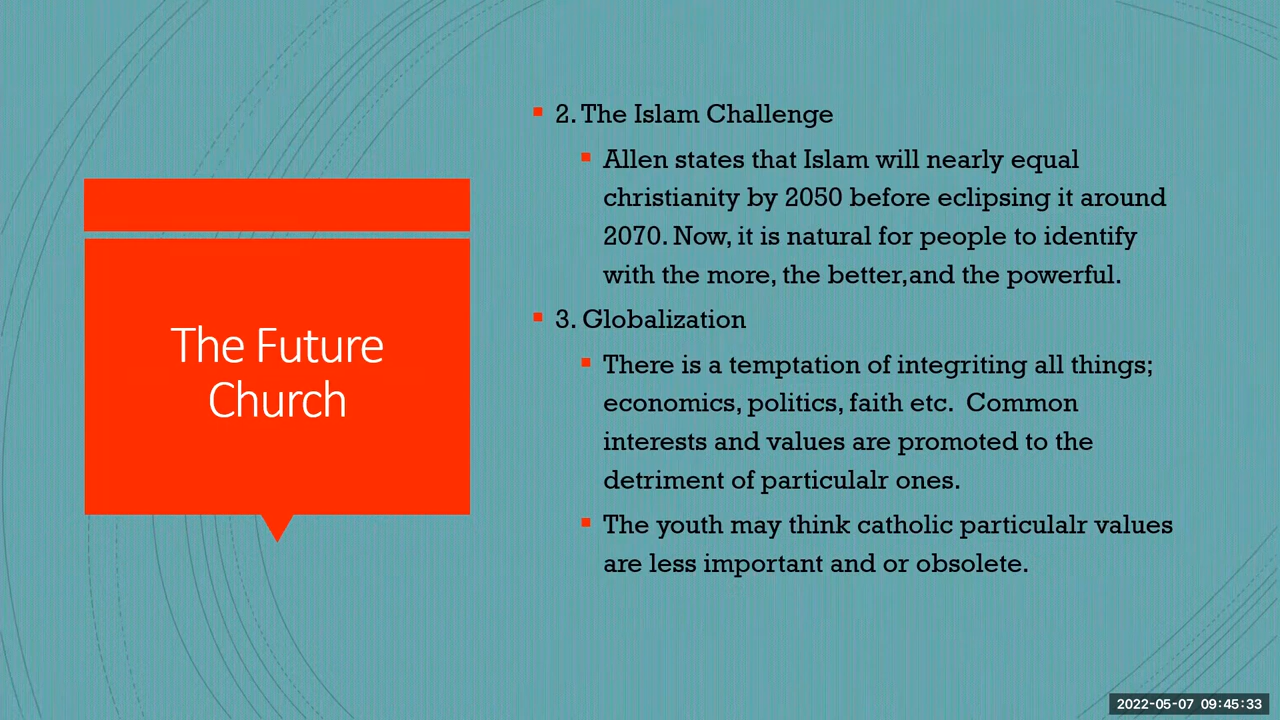 The Future
Church
2. The Islam Challenge
Allen states that Islam will nearly equal
christianity by 2050 before eclipsing it around
2070. Now, it is natural for people to identify
with the more, the better,and the powerful.
3. Globalization
There is a temptation of integriting all things;
economics, politics, faith etc.  Common
interests and values are promoted to the
detriment of particulalr ones.
The youth may think catholic particulalr values
are less important and or obsolete.
2022-05-07 09:45:33